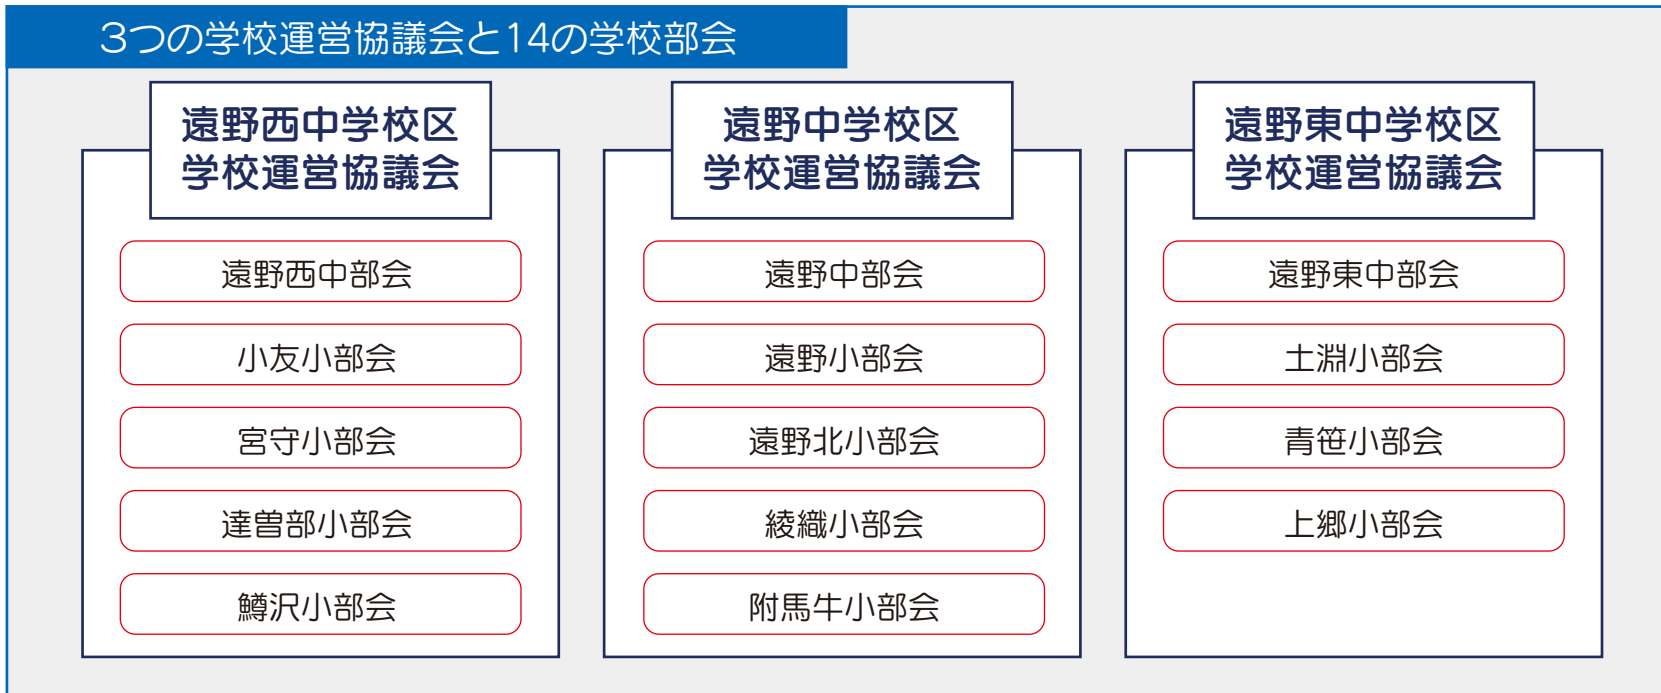 3つの学校運営協議会と14の学校部会
遠野西中学校区
学校運営協議会
遠野西中部会
小友小部会
宮守小部会
達曽部小部会
鱒沢小部会
遠野中学校区
学校運営協議会
遠野中部会
遠野小部会
遠野北小部会
綾織小部会
附馬牛小部会
遠野東中学校区
学校運営協議会
遠野東中部会
土淵小部会
青笹小部会
上郷小部会